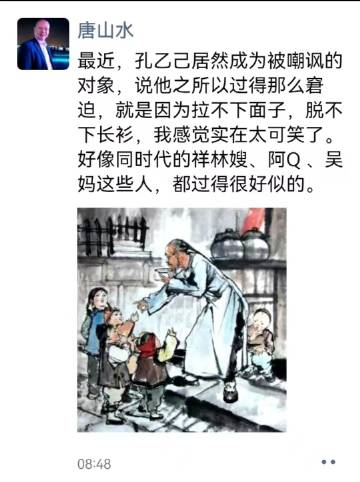 唐山水
最近，孔乙己居然成为被嘲讽的
对象，说他之所以过得那么窘
迫，就是因为拉不下面子，脱不
下长衫，我感觉实在太可笑了。
好像同时代的祥林嫂、阿Q 、吴
妈这些人，都过得很好似的。
08:48